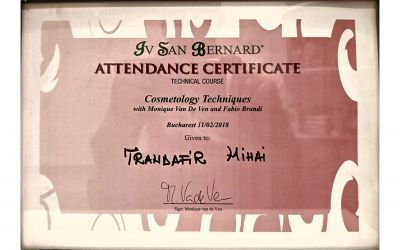 IV SAN BERNARD®
ATTENDANCE CERTIFICATE
TECHNICAL COURSE
Cosmetology Techniques
with Monique Van De Ven and Fabio Brandi
Bucharest 11/02/2018
Given to:
TRANDAFIR MIHAI
M VandeVen
Sign: Monique van de Ven